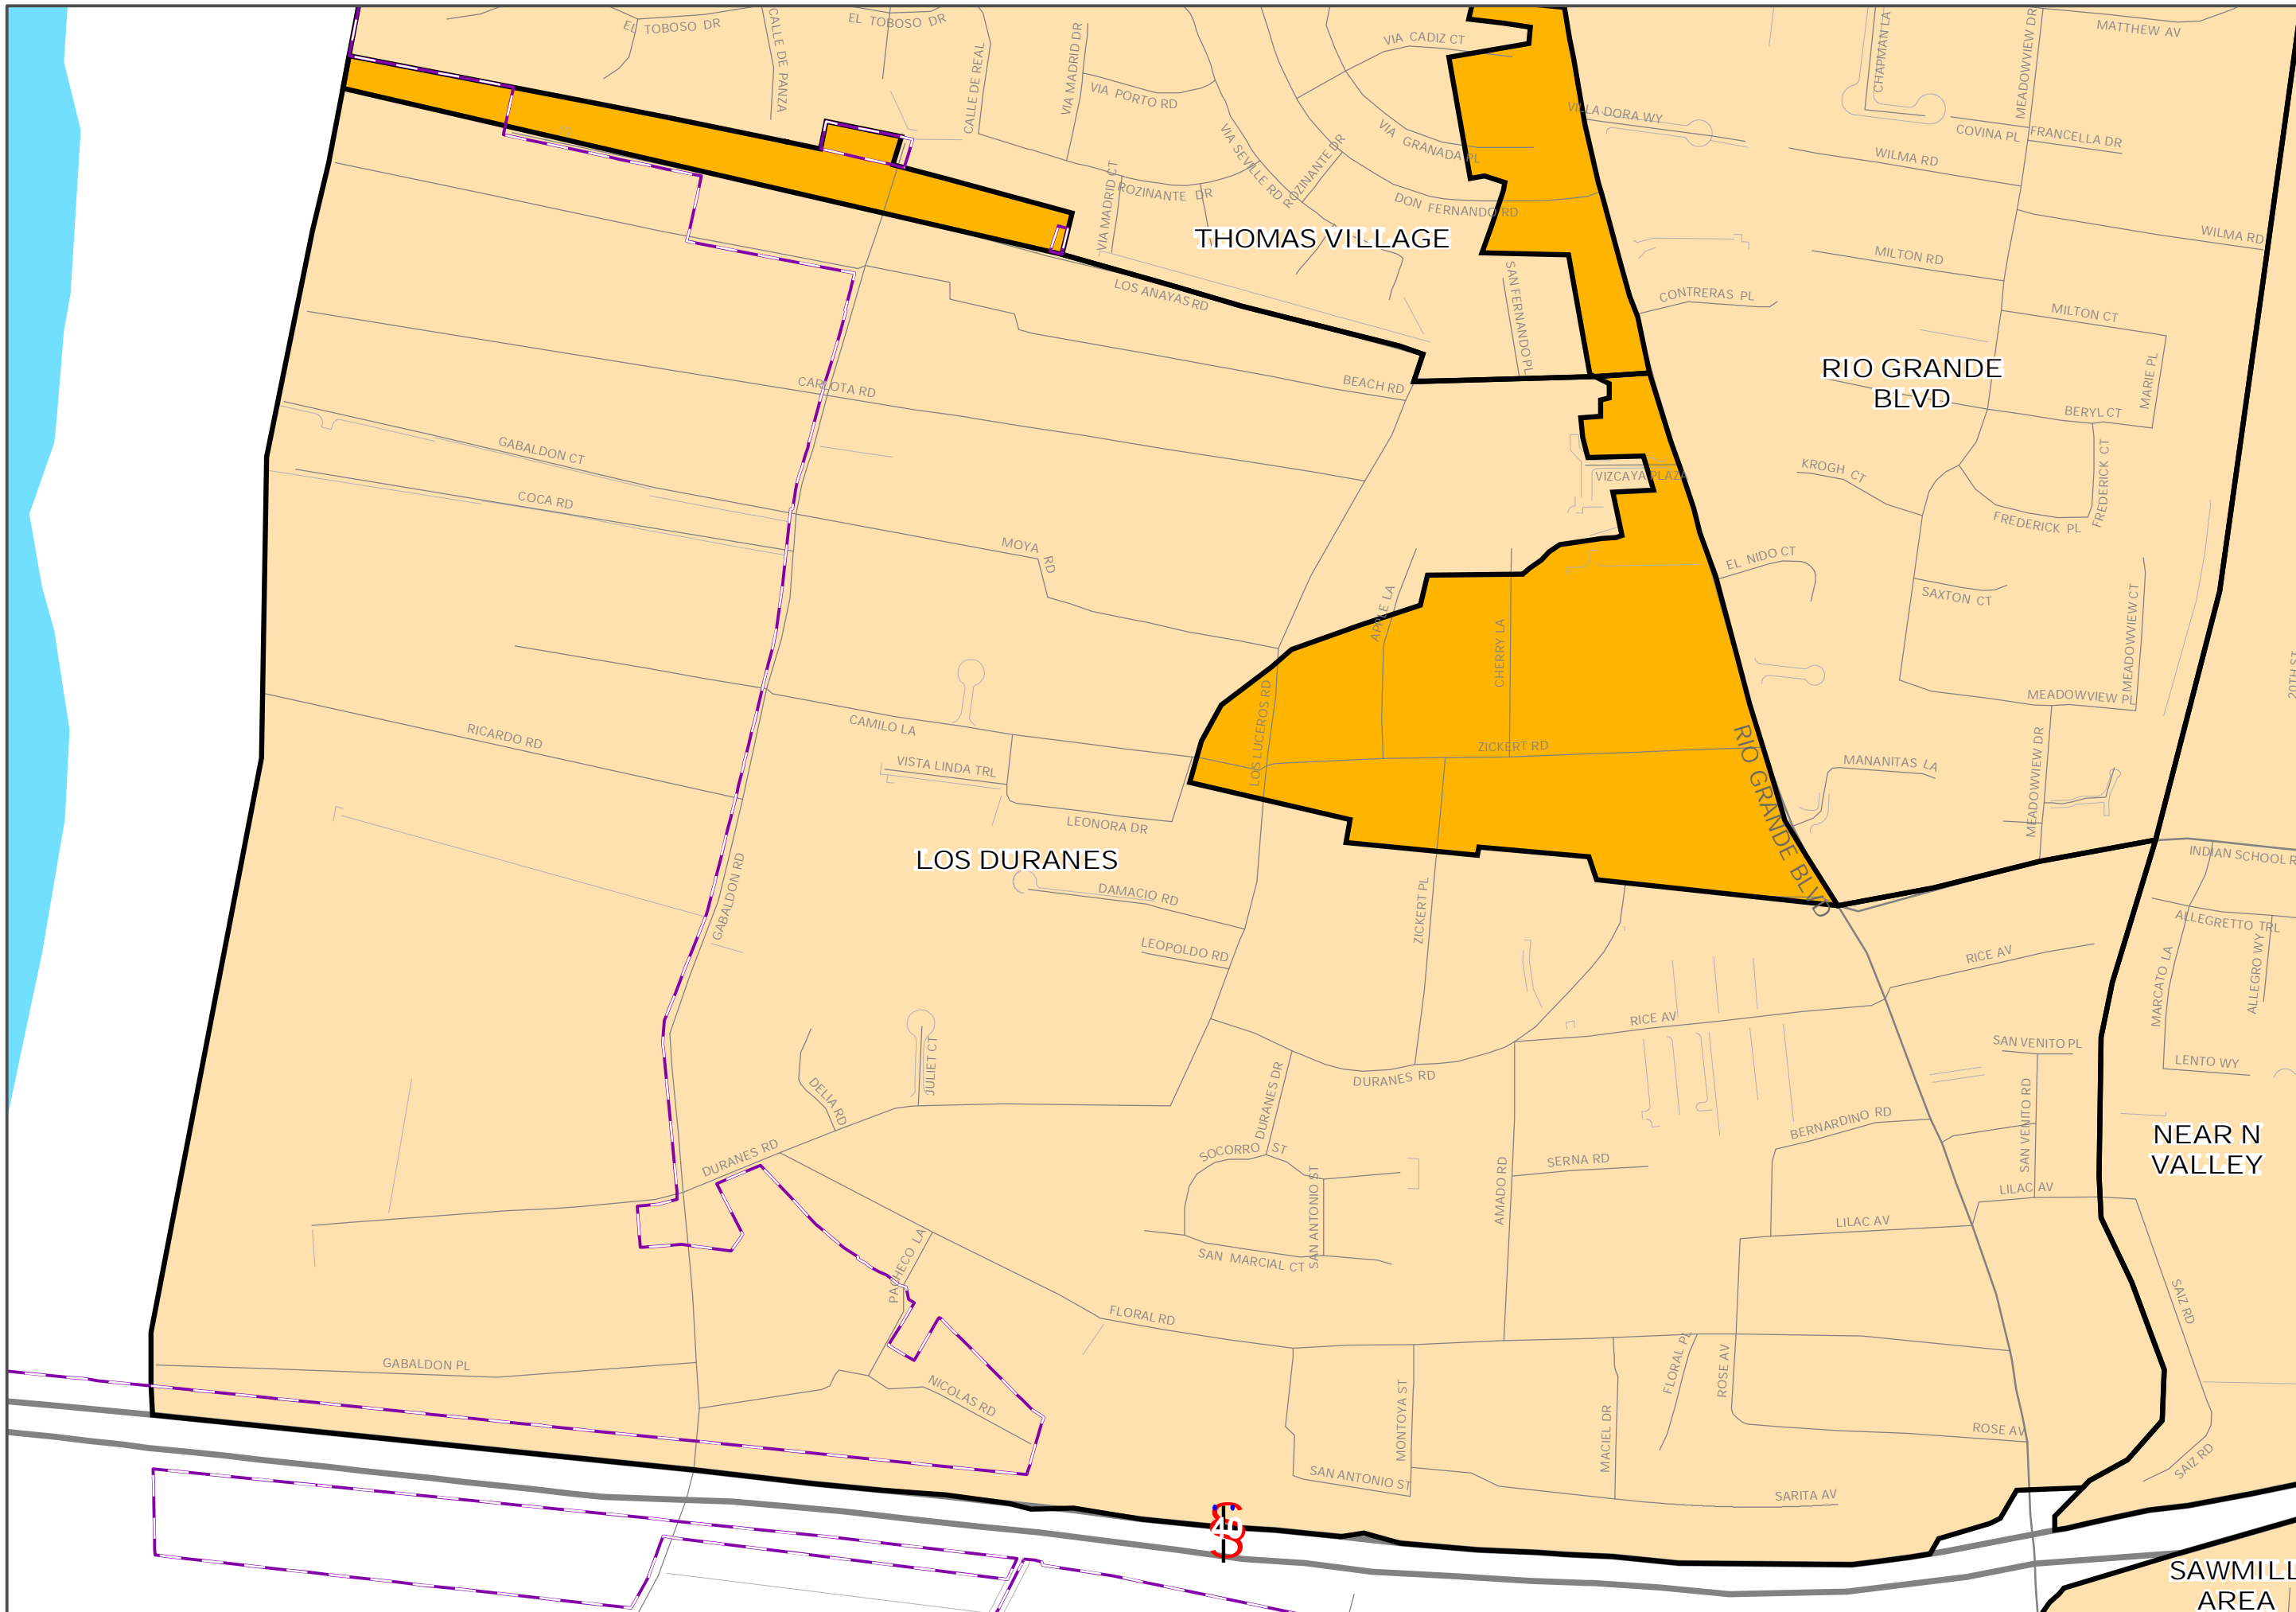 EL TOBOSO DR
EL TOBOSO DR
CALLE DE PANZA
CALLE DE REAL
VIA MADRID DR
VIA PORTO RD
VIA CADIZ CT
VIA GRANADA PL
VIA SEVILLE RD
ROZINANTE DR
ROZINANTE DR
VIA MADRID CT
DON FERNANDO RD
VILLA DORA WY
CHAPMAN LA
MEADOWVIEW DR
MATTHEW AV
COVINA PL
FRANCELLA DR
WILMA RD
WILMA RD
THOMAS VILLAGE
MILTON RD
SAN FERNANDO PL
CONTRERAS PL
LOS ANAYAS RD
MILTON CT
RIO GRANDE
BLVD
MARIE PL
BEACH RD
CARLOTA RD
BERYL CT
GABALDON CT
COCA RD
VIZCAYA PLAZA
KROGH CT
FREDERICK CT
FREDERICK PL
MOYA RD
EL NIDO CT
SAXTON CT
APPLE LA
CHERRY LA
MEADOWVIEW CT
20TH ST
MEADOWVIEW PL
LOS LUCEROS RD
RICARDO RD
CAMILO LA
ZICKERT RD
VISTA LINDA TRL
RIO GRANDE BLVD
MANANITAS LA
MEADOWVIEW DR
LEONORA DR
LOS DURANES
INDIAN SCHOOL R
GABALDON RD
DAMACIO RD
ZICKERT PL
ALLEGRETTO TRL
LEOPOLDO RD
RICE AV
MARCATO LA
ALLEGRO WY
RICE AV
JULIET CT
SAN VENITO PL
LENTO WY
DELIA RD
DURANES RD
DURANES DR
SAN VENITO RD
BERNARDINO RD
NEAR N
VALLEY
DURANES RD
SOCORRO ST
SERNA RD
SAN ANTONIO ST
AMADO RD
LILAC AV
LILAC AV
PACHECO LA
SAN MARCIAL CT
SAIZ RD
FLORAL RD
FLORAL PL
ROSE AV
GABALDON PL
NICOLAS RD
MONTOYA ST
MACIEL DR
ROSE AV
SAIZ RD
SAN ANTONIO ST
SARITA AV
40
SAWMILL
AREA